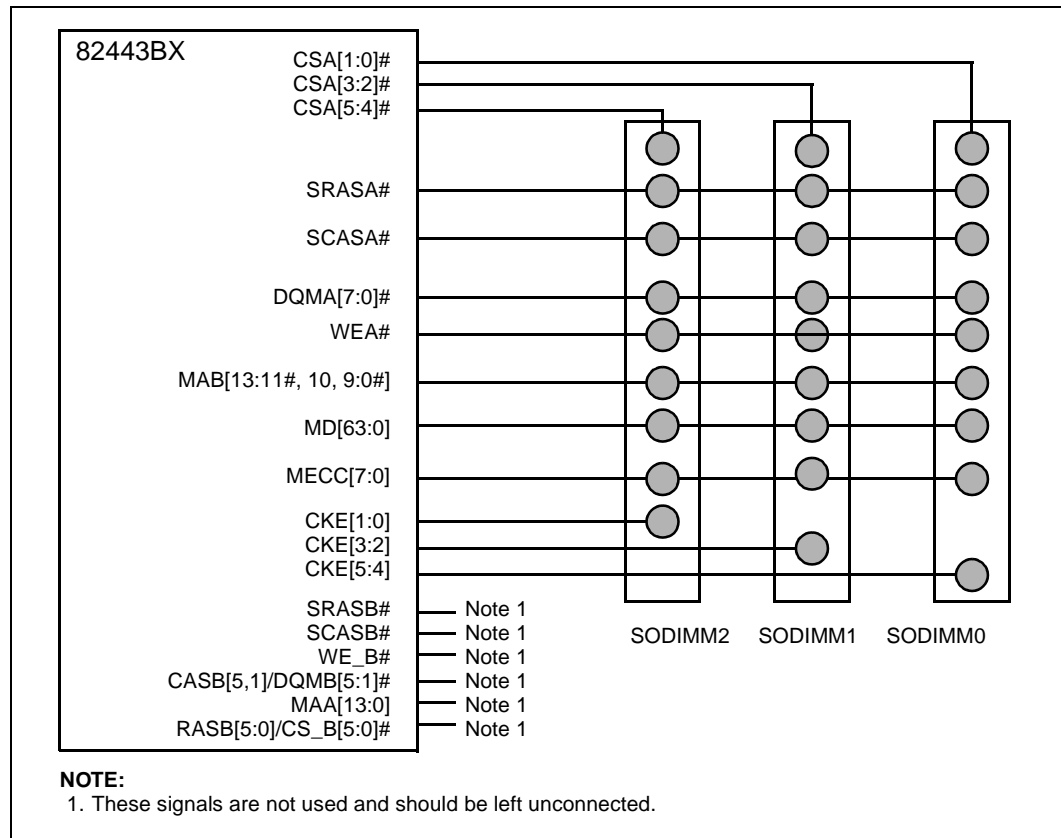 82443BX
CSA[1:0]#
CSA[3:2]#
CSA[5:4]#
SRASA#
SCASA#
DQMA[7:0]#
WEA#
MAB[13:11#, 10, 9:0#]
MD[63:0]
MECC[7:0]
CKE[1:0]
CKE[3:2]
CKE[5:4]
SRASB# Note 1
SCASB# Note 1
WE_B# Note 1
CASB[5,1]/DQMB[5:1]# Note 1
MAA[13:0] Note 1
RASB[5:0]/CS_B[5:0]# Note 1
SODIMM2 SODIMM1 SODIMM0
NOTE:
1. These signals are not used and should be left unconnected.